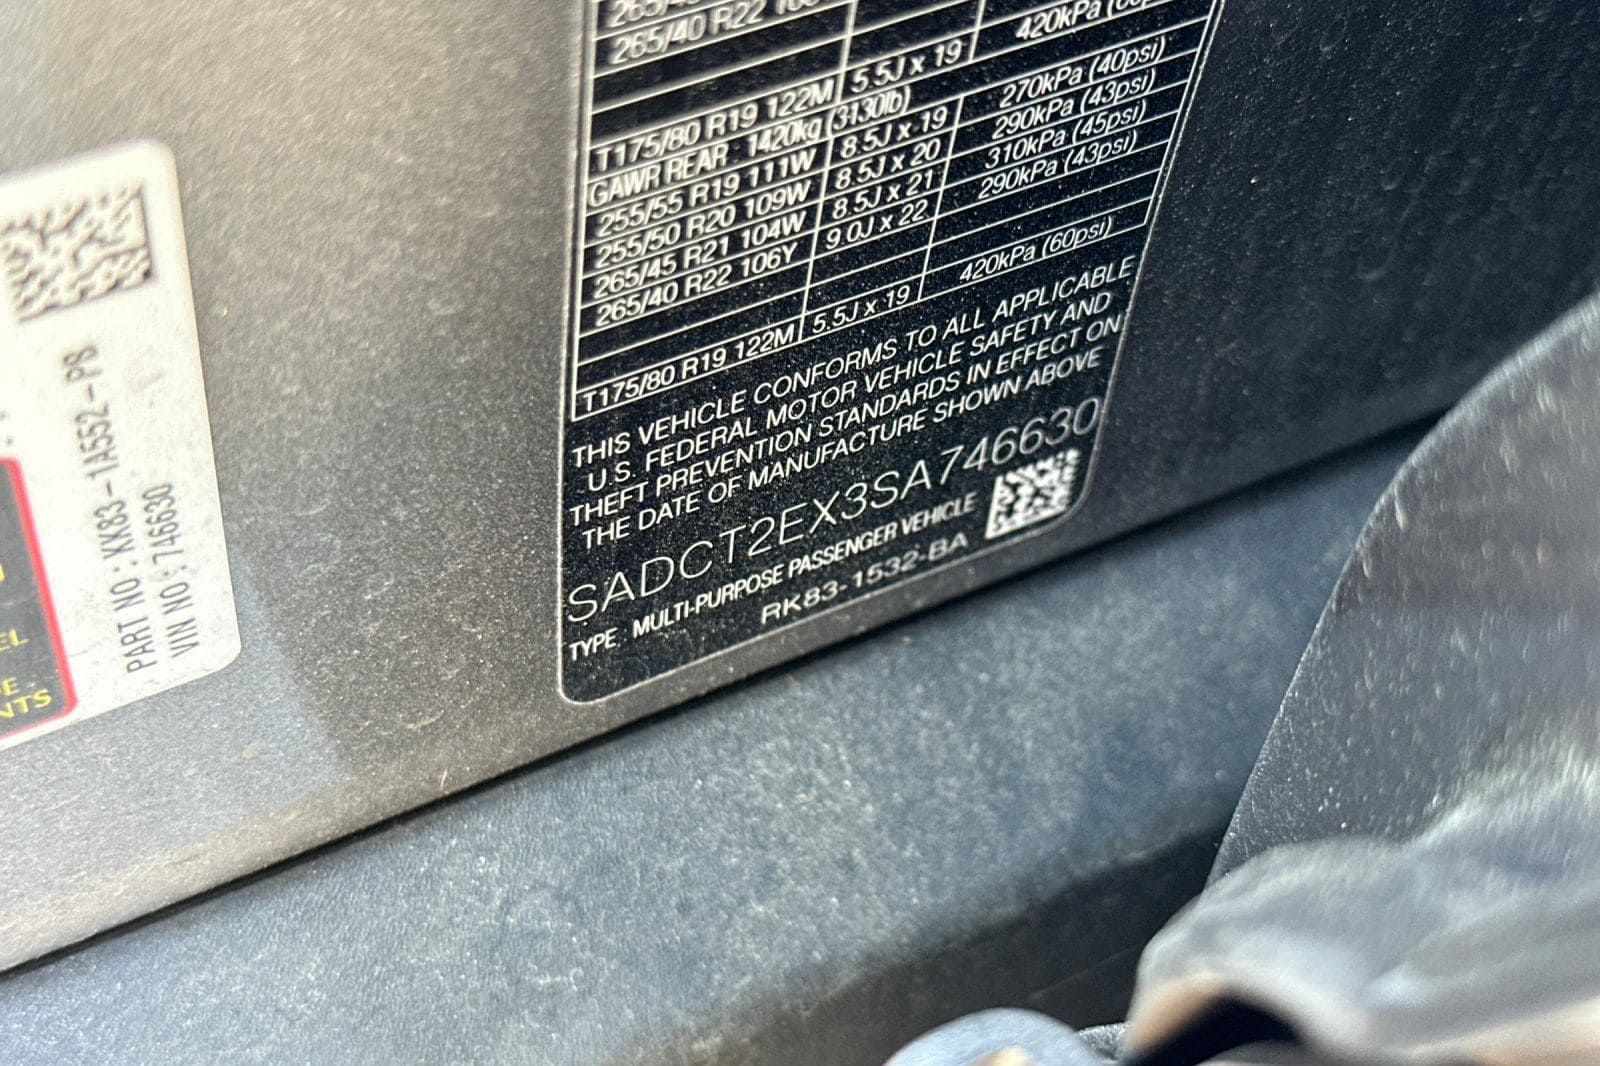 265/40 R22
420kPa
T175/80 R19 122M 5.5J x 19
GAWR REAR : 1420kg (3130lb)
255/55 R19 111W 8.5J x 19 270kPa (40psi)
255/50 R20 109W 8.5J x 20 290kPa (43psi)
265/45 R21 104W 8.5J x 21 310kPa (45psi)
265/40 R22 106Y 9.0J x 22 290kPa (43psi)
T175/80 R19 122M 5.5J x 19 420kPa (60psi)
THIS VEHICLE CONFORMS TO ALL APPLICABLE
U.S. FEDERAL MOTOR VEHICLE SAFETY AND
THEFT PREVENTION STANDARDS IN EFFECT ON
THE DATE OF MANUFACTURE SHOWN ABOVE
SADCT2EX3SA746630
TYPE: MULTI-PURPOSE PASSENGER VEHICLE
RK83-1532-BA
PART NO : KK83-1A552-PS
VIN NO : 746630